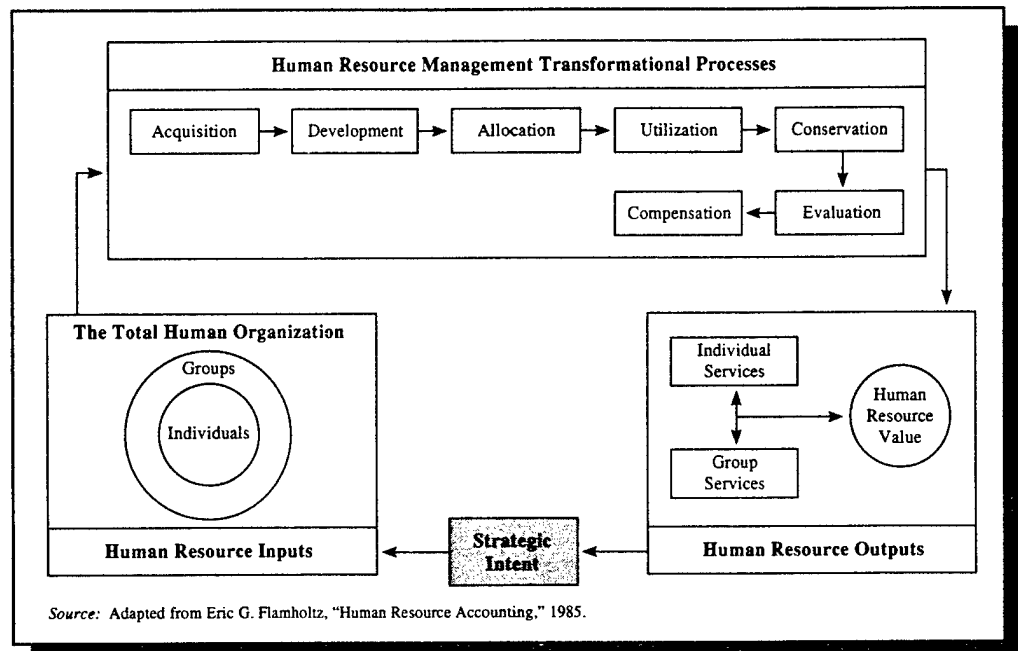 Human Resource Management Transformational Processes
Acquisition
Development
Allocation
Utilization
Conservation
Compensation
Evaluation
The Total Human Organization
Groups
Individuals
Human Resource Inputs
Strategic
Intent
Individual
Services
Group
Services
Human
Resource
Value
Human Resource Outputs
Source: Adapted from Eric G. Flamholtz, “Human Resource Accounting,” 1985.